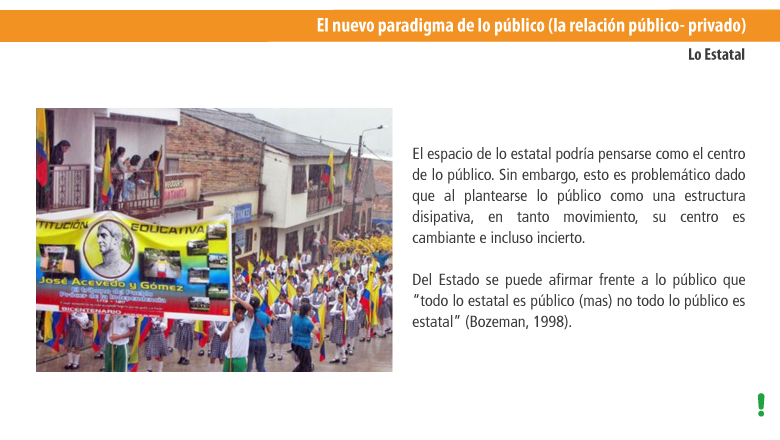 El nuevo paradigma de lo público (la relación público- privado)
Lo Estatal
INSTITUCIÓN EDUCATIVA
José Acevedo y Gómez
El tribuno del Pueblo
Prócer de la Independencia
BICENTENARIO
El espacio de lo estatal podría pensarse como el centro
de lo público. Sin embargo, esto es problemático dado
que al plantearse lo público como una estructura
disipativa, en tanto movimiento, su centro es
cambiante e incluso incierto.
Del Estado se puede afirmar frente a lo público que
“todo lo estatal es público (mas) no todo lo público es
estatal” (Bozeman, 1998).
!